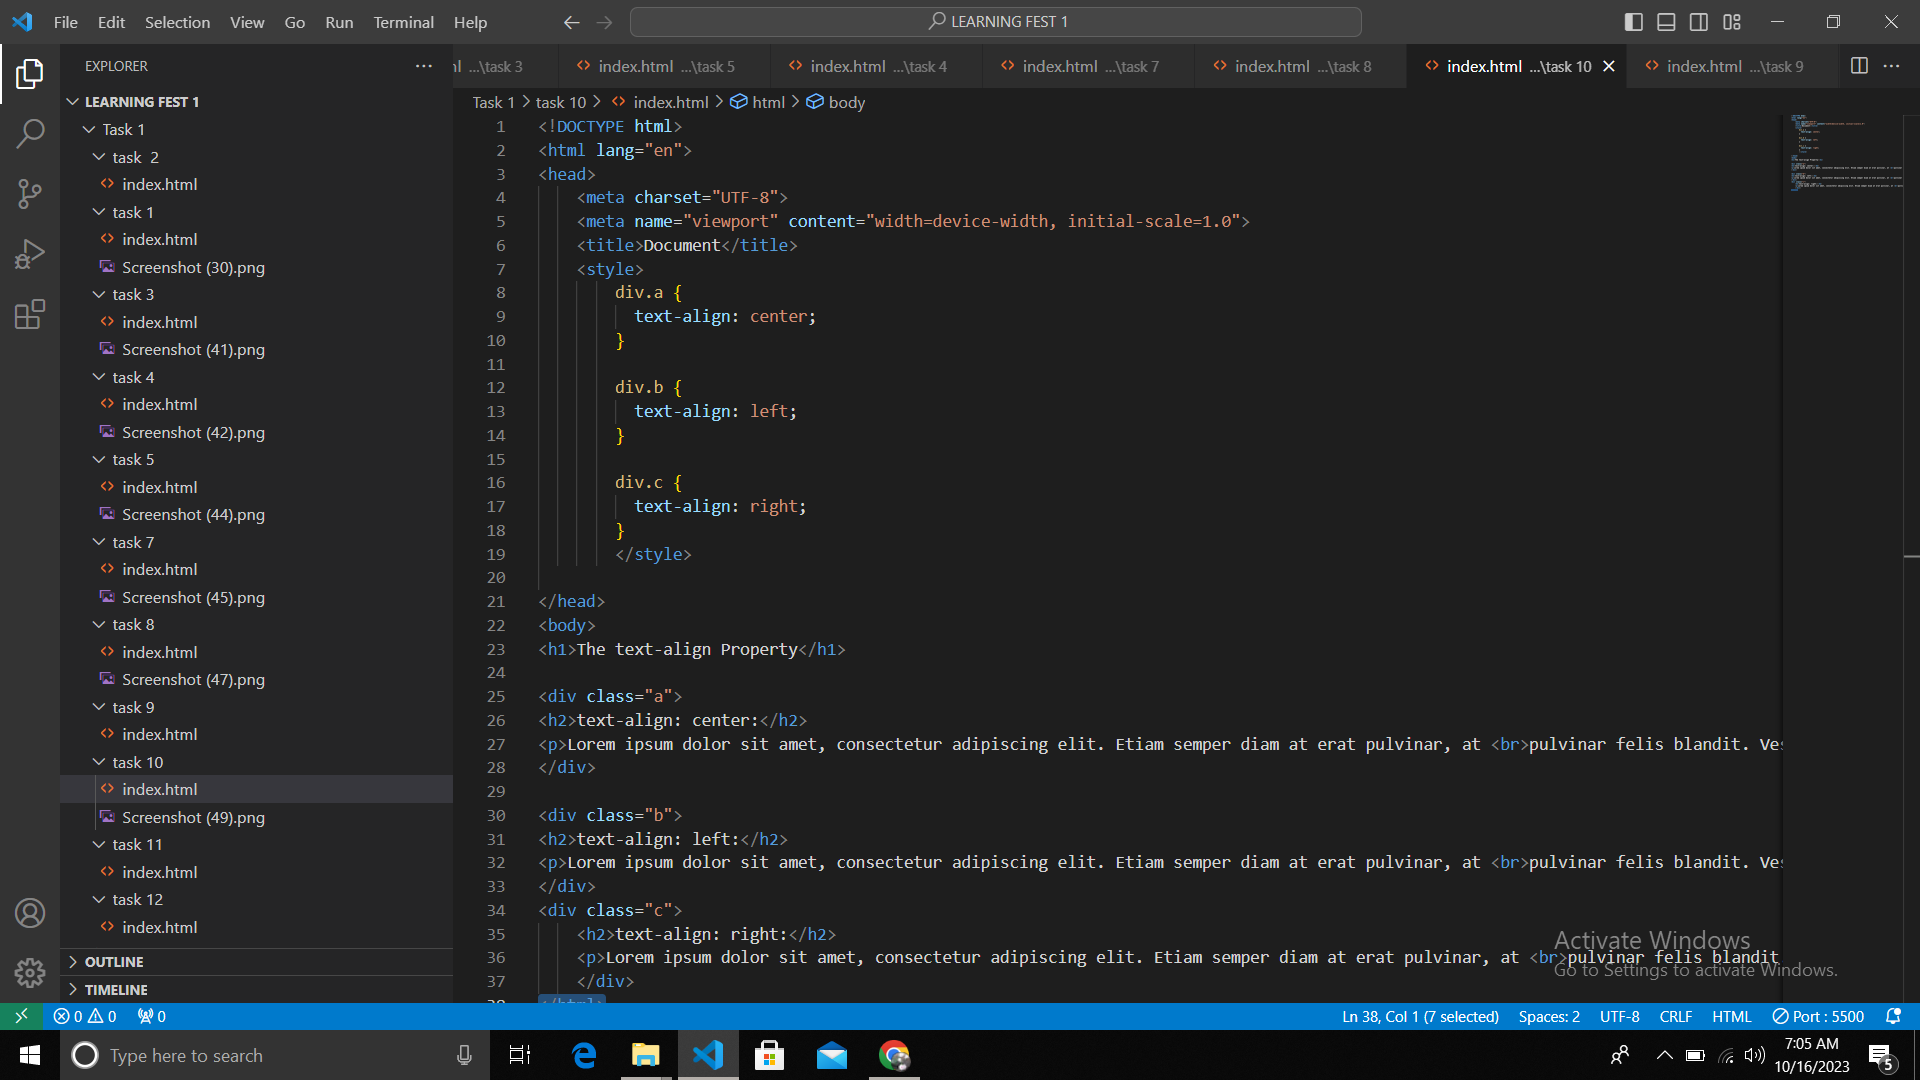 File Edit Selection View Go Run Terminal Help
LEARNING FEST 1
EXPLORER
LEARNING FEST 1
Task 1
task 2
index.html
task 1
index.html
Screenshot (30).png
task 3
index.html
Screenshot (41).png
task 4
index.html
Screenshot (42).png
task 5
index.html
Screenshot (44).png
task 7
index.html
Screenshot (45).png
task 8
index.html
Screenshot (47).png
task 9
index.html
task 10
index.html
Screenshot (49).png
task 11
index.html
task 12
index.html
OUTLINE
TIMELINE
...\task 3 index.html ...\task 5 index.html ...\task 4 index.html ...\task 7 index.html ...\task 8 index.html ...\task 10 index.html ...\task 9
Task 1 > task 10 > index.html > html > body
1 <!DOCTYPE html>
2 <html lang="en">
3 <head>
4 <meta charset="UTF-8">
5 <meta name="viewport" content="width=device-width, initial-scale=1.0">
6 <title>Document</title>
7 <style>
8 div.a {
9 text-align: center;
10 }
11
12 div.b {
13 text-align: left;
14 }
15
16 div.c {
17 text-align: right;
18 }
19 </style>
20
21 </head>
22 <body>
23 <h1>The text-align Property</h1>
24
25 <div class="a">
26 <h2>text-align: center:</h2>
27 <p>Lorem ipsum dolor sit amet, consectetur adipiscing elit. Etiam semper diam at erat pulvinar, at <br>pulvinar felis blandit.
28 </div>
29
30 <div class="b">
31 <h2>text-align: left:</h2>
32 <p>Lorem ipsum dolor sit amet, consectetur adipiscing elit. Etiam semper diam at erat pulvinar, at <br>pulvinar felis blandit.
33 </div>
34 <div class="c">
35 <h2>text-align: right:</h2>
36 <p>Lorem ipsum dolor sit amet, consectetur adipiscing elit. Etiam semper diam at erat pulvinar, at <br>pulvinar felis blandit
37 </div>
38 </html>
Activate Windows
Go to Settings to activate Windows.
0 0 0 Ln 38, Col 1 (7 selected) Spaces: 2 UTF-8 CRLF HTML Port : 5500
Type here to search
7:05 AM
10/16/2023
5